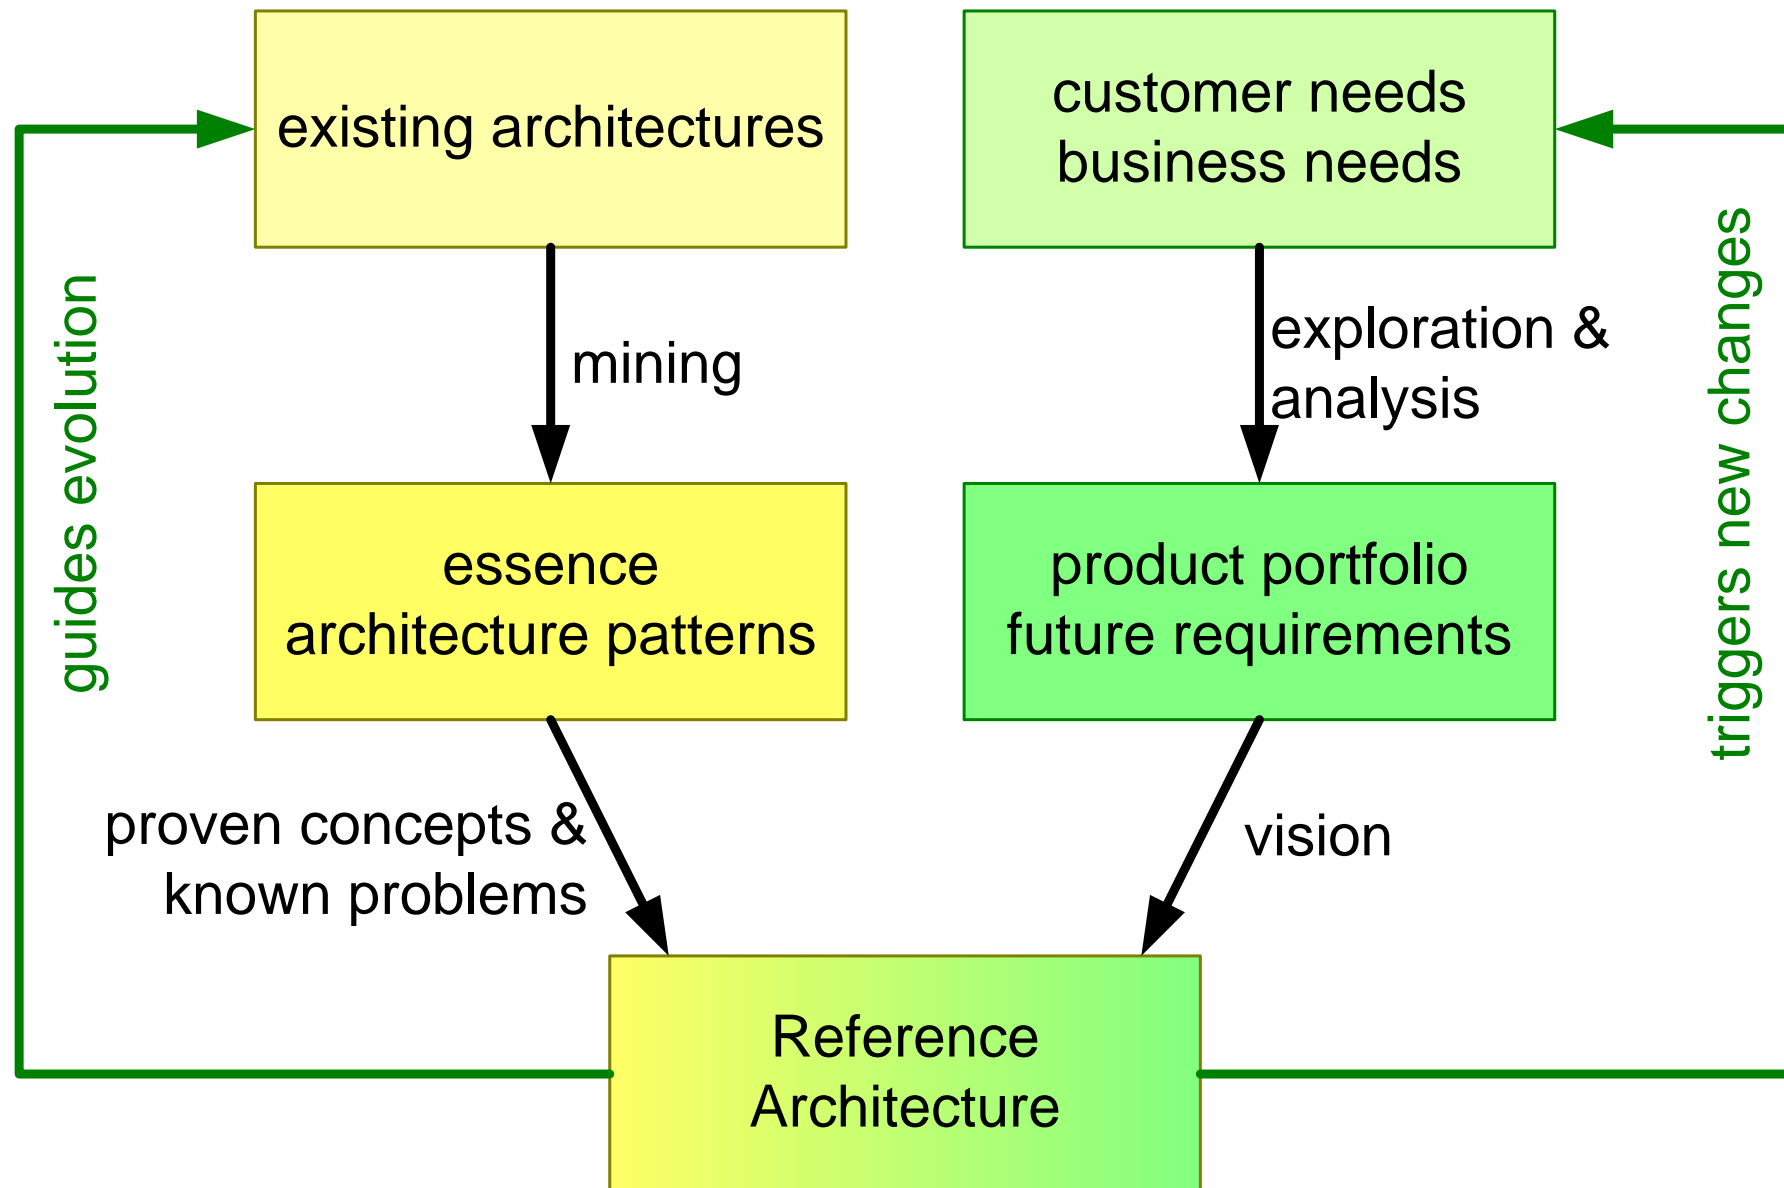 existing architectures
customer needs
business needs
guides evolution
mining
exploration &
analysis
triggers new changes
essence
architecture patterns
product portfolio
future requirements
proven concepts &
known problems
vision
Reference
Architecture